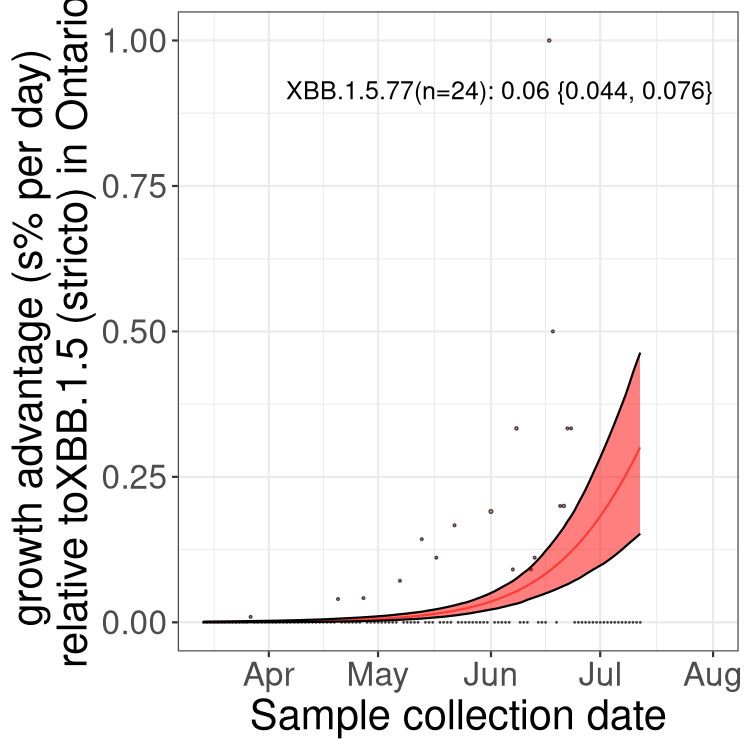 growth advantage (s% per day)
relative toXBB.1.5 (stricto) in Ontario
1.00
0.75
0.50
0.25
0.00
XBB.1.5.77(n=24): 0.06 {0.044, 0.076}
Apr May Jun Jul Aug
Sample collection date